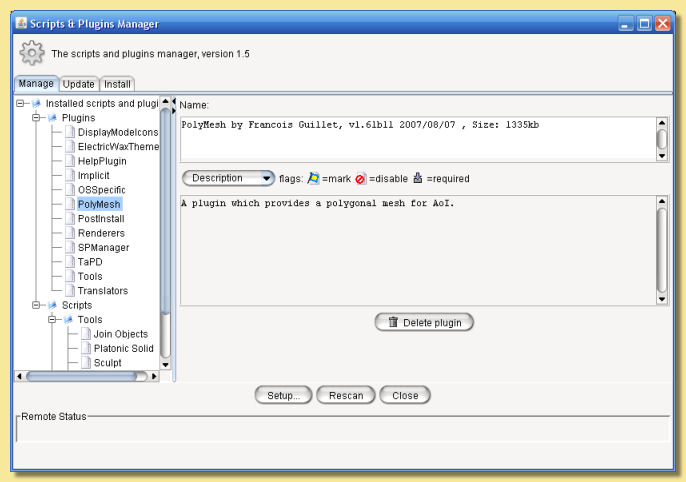 Scripts & Plugins Manager
The scripts and plugins manager, version 1.5
Manage Update Install
Installed scripts and plugi
Plugins
DisplayModeIcons
ElectricWaxTheme
HelpPlugin
Implicit
OSSpecific
PolyMesh
PostInstall
Renderers
SPManager
TaPD
Tools
Translators
Scripts
Tools
Join Objects
Platonic Solid
Sculpt
Name:
PolyMesh by Francois Guillet, v1.61b11 2007/08/07 , Size: 1335kb
Description flags: =mark =disable =required
A plugin which provides a polygonal mesh for AoI.
Delete plugin
Setup... Rescan Close
Remote Status